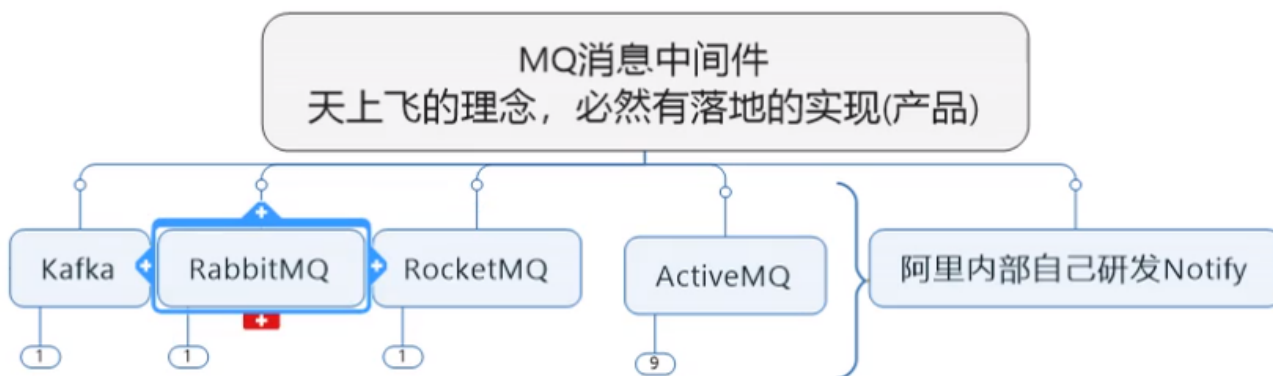 MQ消息中间件
天上飞的理念，必然有落地的实现(产品)
Kafka
RabbitMQ
RocketMQ
ActiveMQ
阿里内部自己研发Notify
1
1
1
9